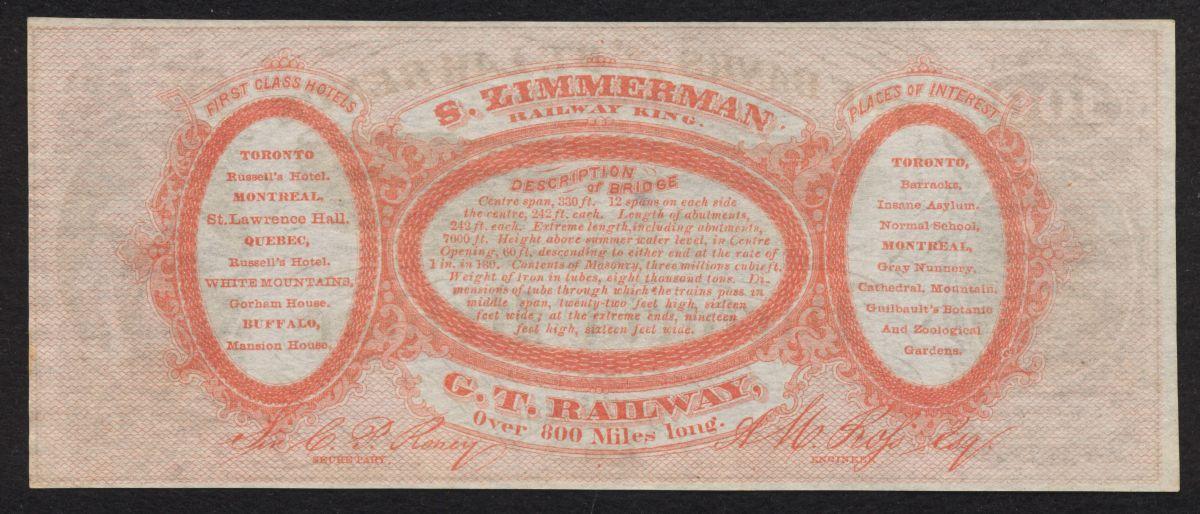 FIRST CLASS HOTELS
TORONTO
Russell's Hotel.
MONTREAL,
St. Lawrence Hall.
QUEBEC,
Russell's Hotel.
WHITE MOUNTAINS,
Gorham House.
BUFFALO,
Mansion House.
S. ZIMMERMAN
RAILWAY KING.
DESCRIPTION
of BRIDGE
Centre span, 330 ft. 12 spans on each side
the centre, 242 ft. each. Length of abutments,
242 ft. each. Extreme length, including abutments,
7000 ft. Height above summer water level, in Centre
Opening, 60 ft. descending to either end at the rate of
1 in. in 130. Contents of Masonry, three millions cubic ft.
Weight of iron in tubes, eight thousand tons. Di-
mensions of tube through which the trains pass in
middle span, twenty-two feet high, sixteen
feet wide; at the extreme ends, nineteen
feet high, sixteen feet wide.
G. T. RAILWAY,
Over 800 Miles long.
PLACES OF INTEREST
TORONTO,
Barracks,
Insane Asylum.
Normal School,
MONTREAL,
Gray Nunnery,
Cathedral, Mountain,
Guilbault's Botanic
And Zoological
Gardens.
Sir C. P. Roney
SECRETARY.
A. M. Ross Esq.
ENGINEER